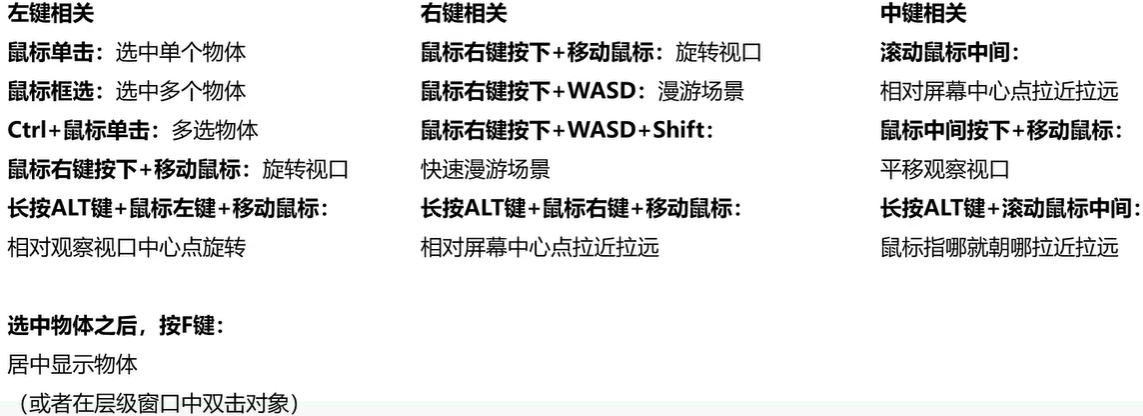 左键相关
鼠标单击：选中单个物体
鼠标框选：选中多个物体
Ctrl+鼠标单击：多选物体
鼠标右键按下+移动鼠标：旋转视口
长按ALT键+鼠标左键+移动鼠标：
相对观察视口中心点旋转
选中物体之后，按F键：
居中显示物体
（或者在层级窗口中双击对象）
右键相关
鼠标右键按下+移动鼠标：旋转视口
鼠标右键按下+WASD：漫游场景
鼠标右键按下+WASD+Shift：
快速漫游场景
长按ALT键+鼠标右键+移动鼠标：
相对屏幕中心点拉近拉远
中键相关
滚动鼠标中间：
相对屏幕中心点拉近拉远
鼠标中间按下+移动鼠标：
平移观察视口
长按ALT键+滚动鼠标中间：
鼠标指哪就朝哪拉近拉远